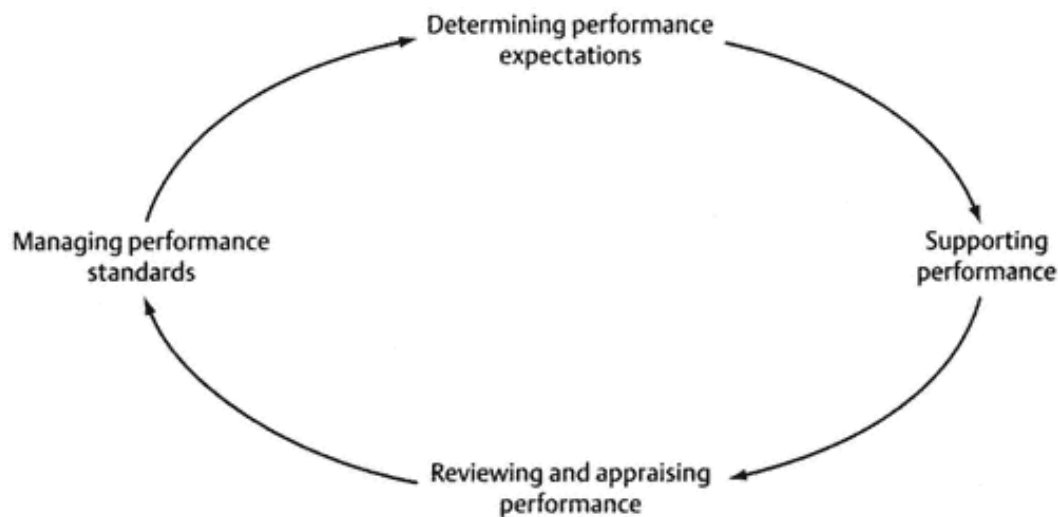 Determining performance
expectations
Managing performance
standards
Supporting
performance
Reviewing and appraising
performance